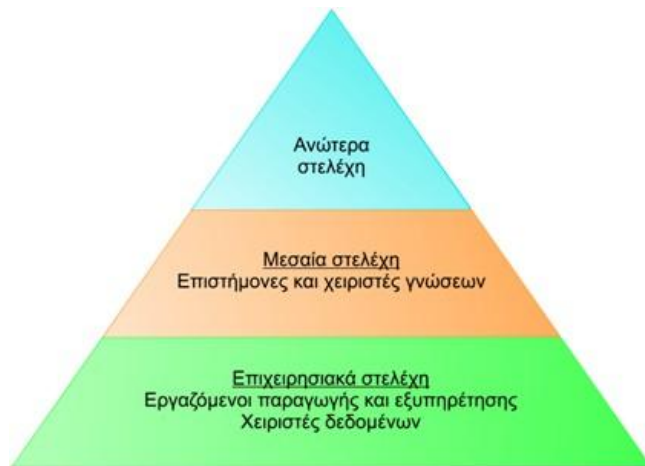 Ανώτερα
στελέχη
Μεσαία στελέχη
Επιστήμονες και χειριστές γνώσεων
Επιχειρησιακά στελέχη
Εργαζόμενοι παραγωγής και εξυπηρέτησης
Χειριστές δεδομένων